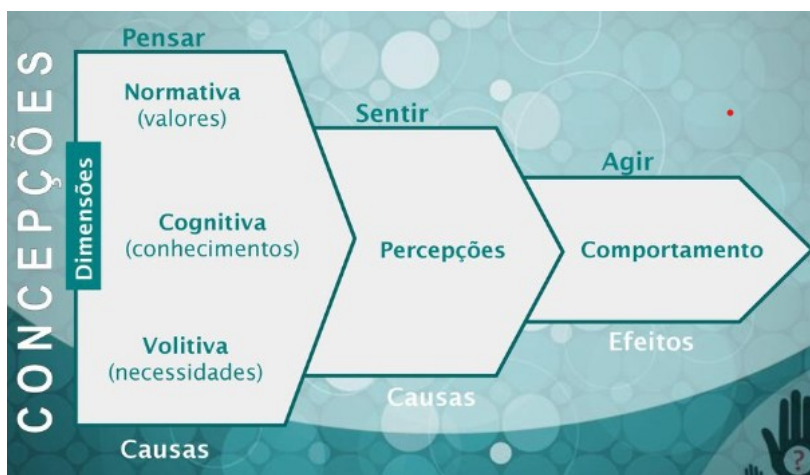 CONCEPÇÕES
Dimensões
Pensar
Normativa
(valores)
Cognitiva
(conhecimentos)
Volitiva
(necessidades)
Causas
Sentir
Percepções
Causas
Agir
Comportamento
Efeitos
?